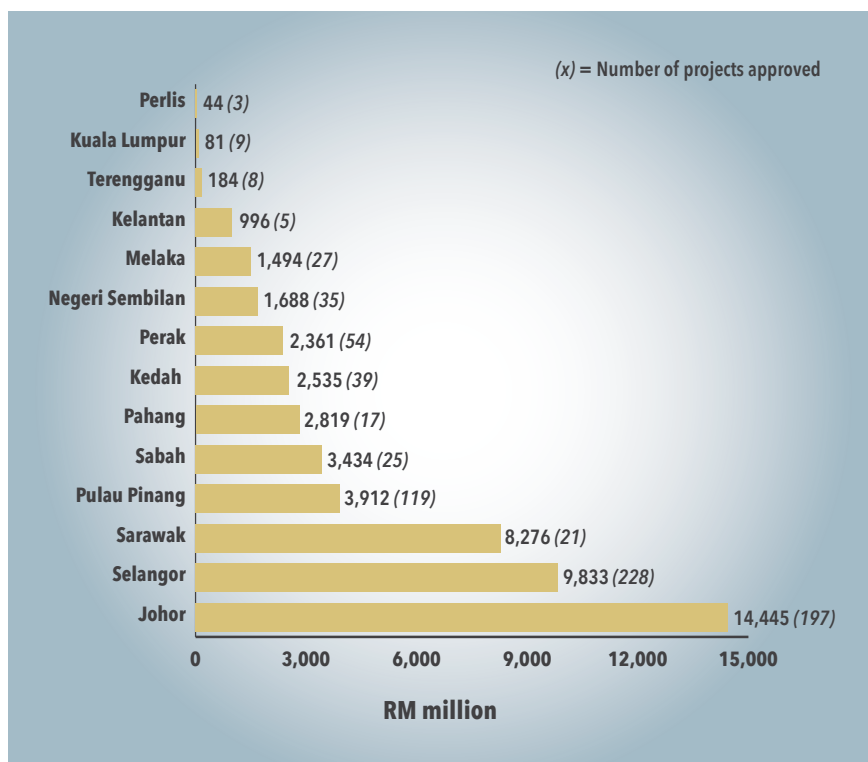 (x) = Number of projects approved
Perlis 44 (3)
Kuala Lumpur 81 (9)
Terengganu 184 (8)
Kelantan 996 (5)
Melaka 1,494 (27)
Negeri Sembilan 1,688 (35)
Perak 2,361 (54)
Kedah 2,535 (39)
Pahang 2,819 (17)
Sabah 3,434 (25)
Pulau Pinang 3,912 (119)
Sarawak 8,276 (21)
Selangor 9,833 (228)
Johor 14,445 (197)
0 3,000 6,000 9,000 12,000 15,000
RM million